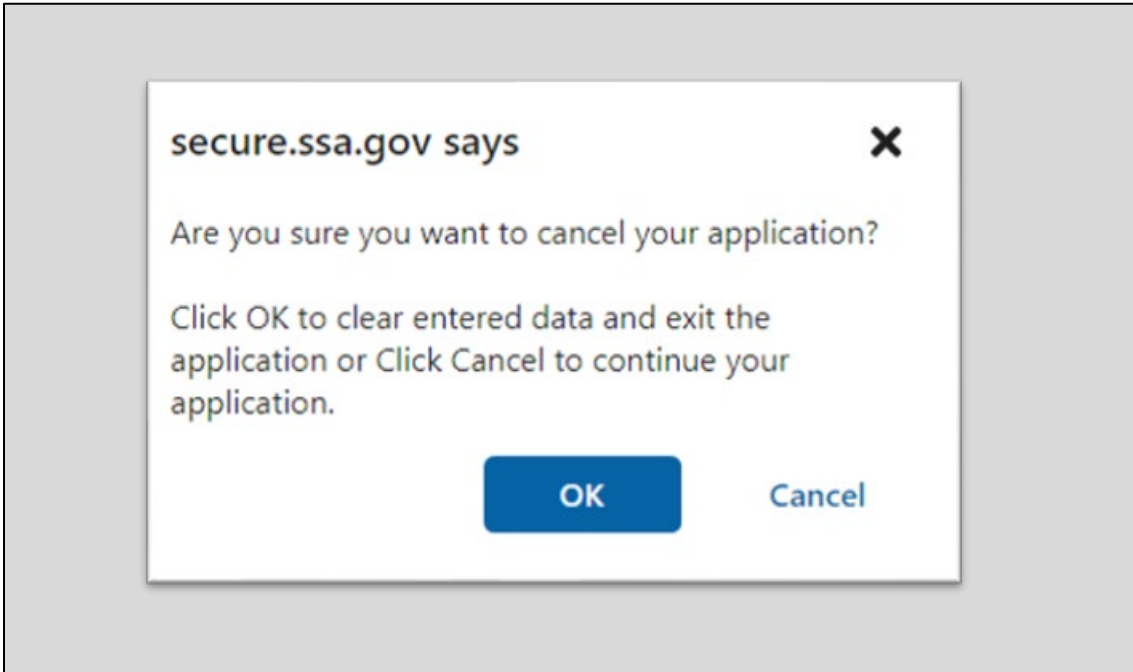 secure.ssa.gov says
Are you sure you want to cancel your application?
Click OK to clear entered data and exit the
application or Click Cancel to continue your
application.
OK Cancel